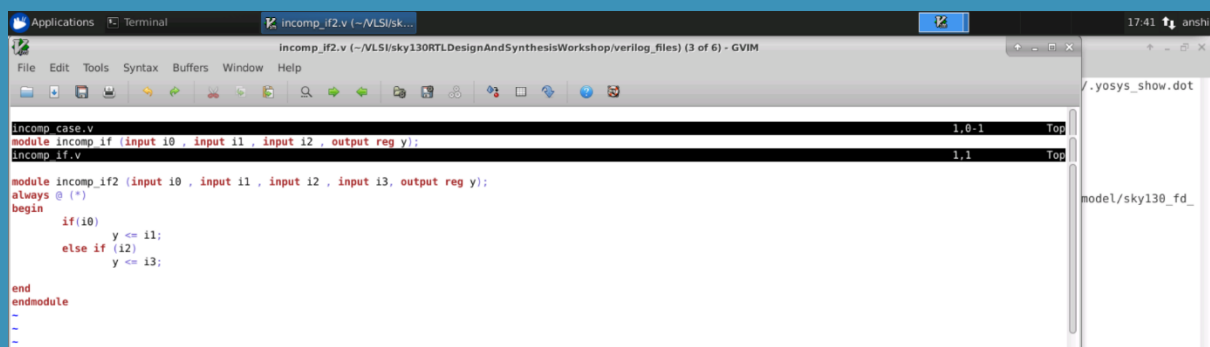 Applications Terminal incomp_if2.v (~/VLSI/sk... 17:41 anshi
incomp_if2.v (~/VLSI/sky130RTLDesignAndSynthesisWorkshop/verilog_files) (3 of 6) - GVIM
File Edit Tools Syntax Buffers Window Help
/.yosys_show.dot
incomp_case.v 1,0-1 Top
module incomp_if (input i0 , input i1 , input i2 , output reg y);
incomp_if.v 1,1 Top
module incomp_if2 (input i0 , input i1 , input i2 , input i3, output reg y);
always @ (*)
model/sky130_fd_
begin
if(i0)
y <= i1;
else if (i2)
y <= i3;
end
endmodule
~
~
~